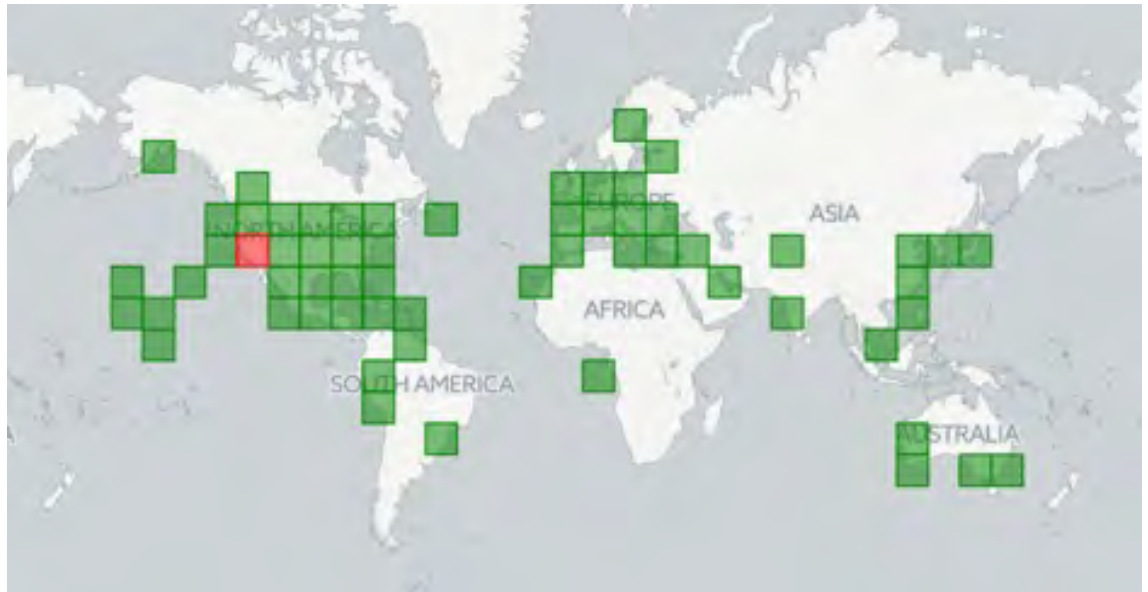 EUROPE
ASIA
NORTH AMERICA
AFRICA
SOUTH AMERICA
AUSTRALIA
A